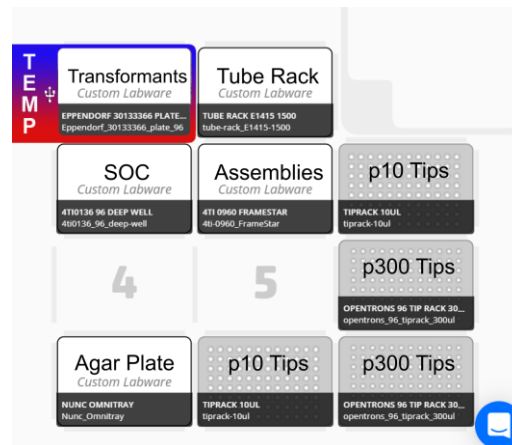 TEMP
Transformants
Custom Labware
EPPENDORF 30133366 PLATE...
Eppendorf_30133366_plate_96
Tube Rack
Custom Labware
TUBE RACK E1415 1500
tube-rack_E1415-1500
SOC
Custom Labware
4TI0136 96 DEEP WELL
4ti0136_96_deep-well
Assemblies
Custom Labware
4TI 0960 FRAMESTAR
4ti-0960_FrameStar
p10 Tips
TIPRACK 10UL
tiprack-10ul
4
5
p300 Tips
OPENTRONS 96 TIP RACK 30...
opentrons_96_tiprack_300ul
Agar Plate
Custom Labware
NUNC OMNITRAY
Nunc_Omnitray
p10 Tips
TIPRACK 10UL
tiprack-10ul
p300 Tips
OPENTRONS 96 TIP RACK 30...
opentrons_96_tiprack_300ul